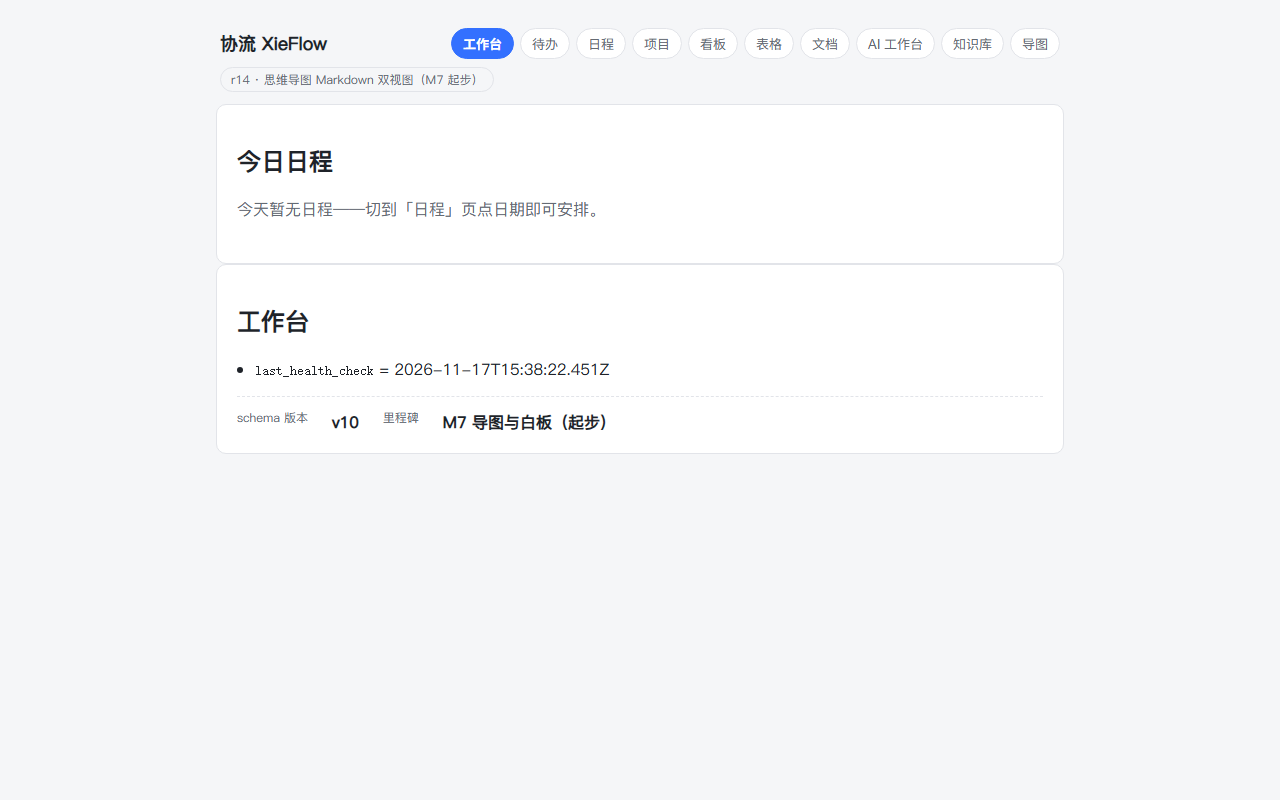 协流 XieFlow
工作台 待办 日程 项目 看板 表格 文档 AI 工作台 知识库 导图
r14 · 思维导图 Markdown 双视图（M7 起步）
今日日程
今天暂无日程——切到「日程」页点日期即可安排。
工作台
last_health_check = 2026-11-17T15:38:22.451Z
schema 版本 v10 里程碑 M7 导图与白板（起步）